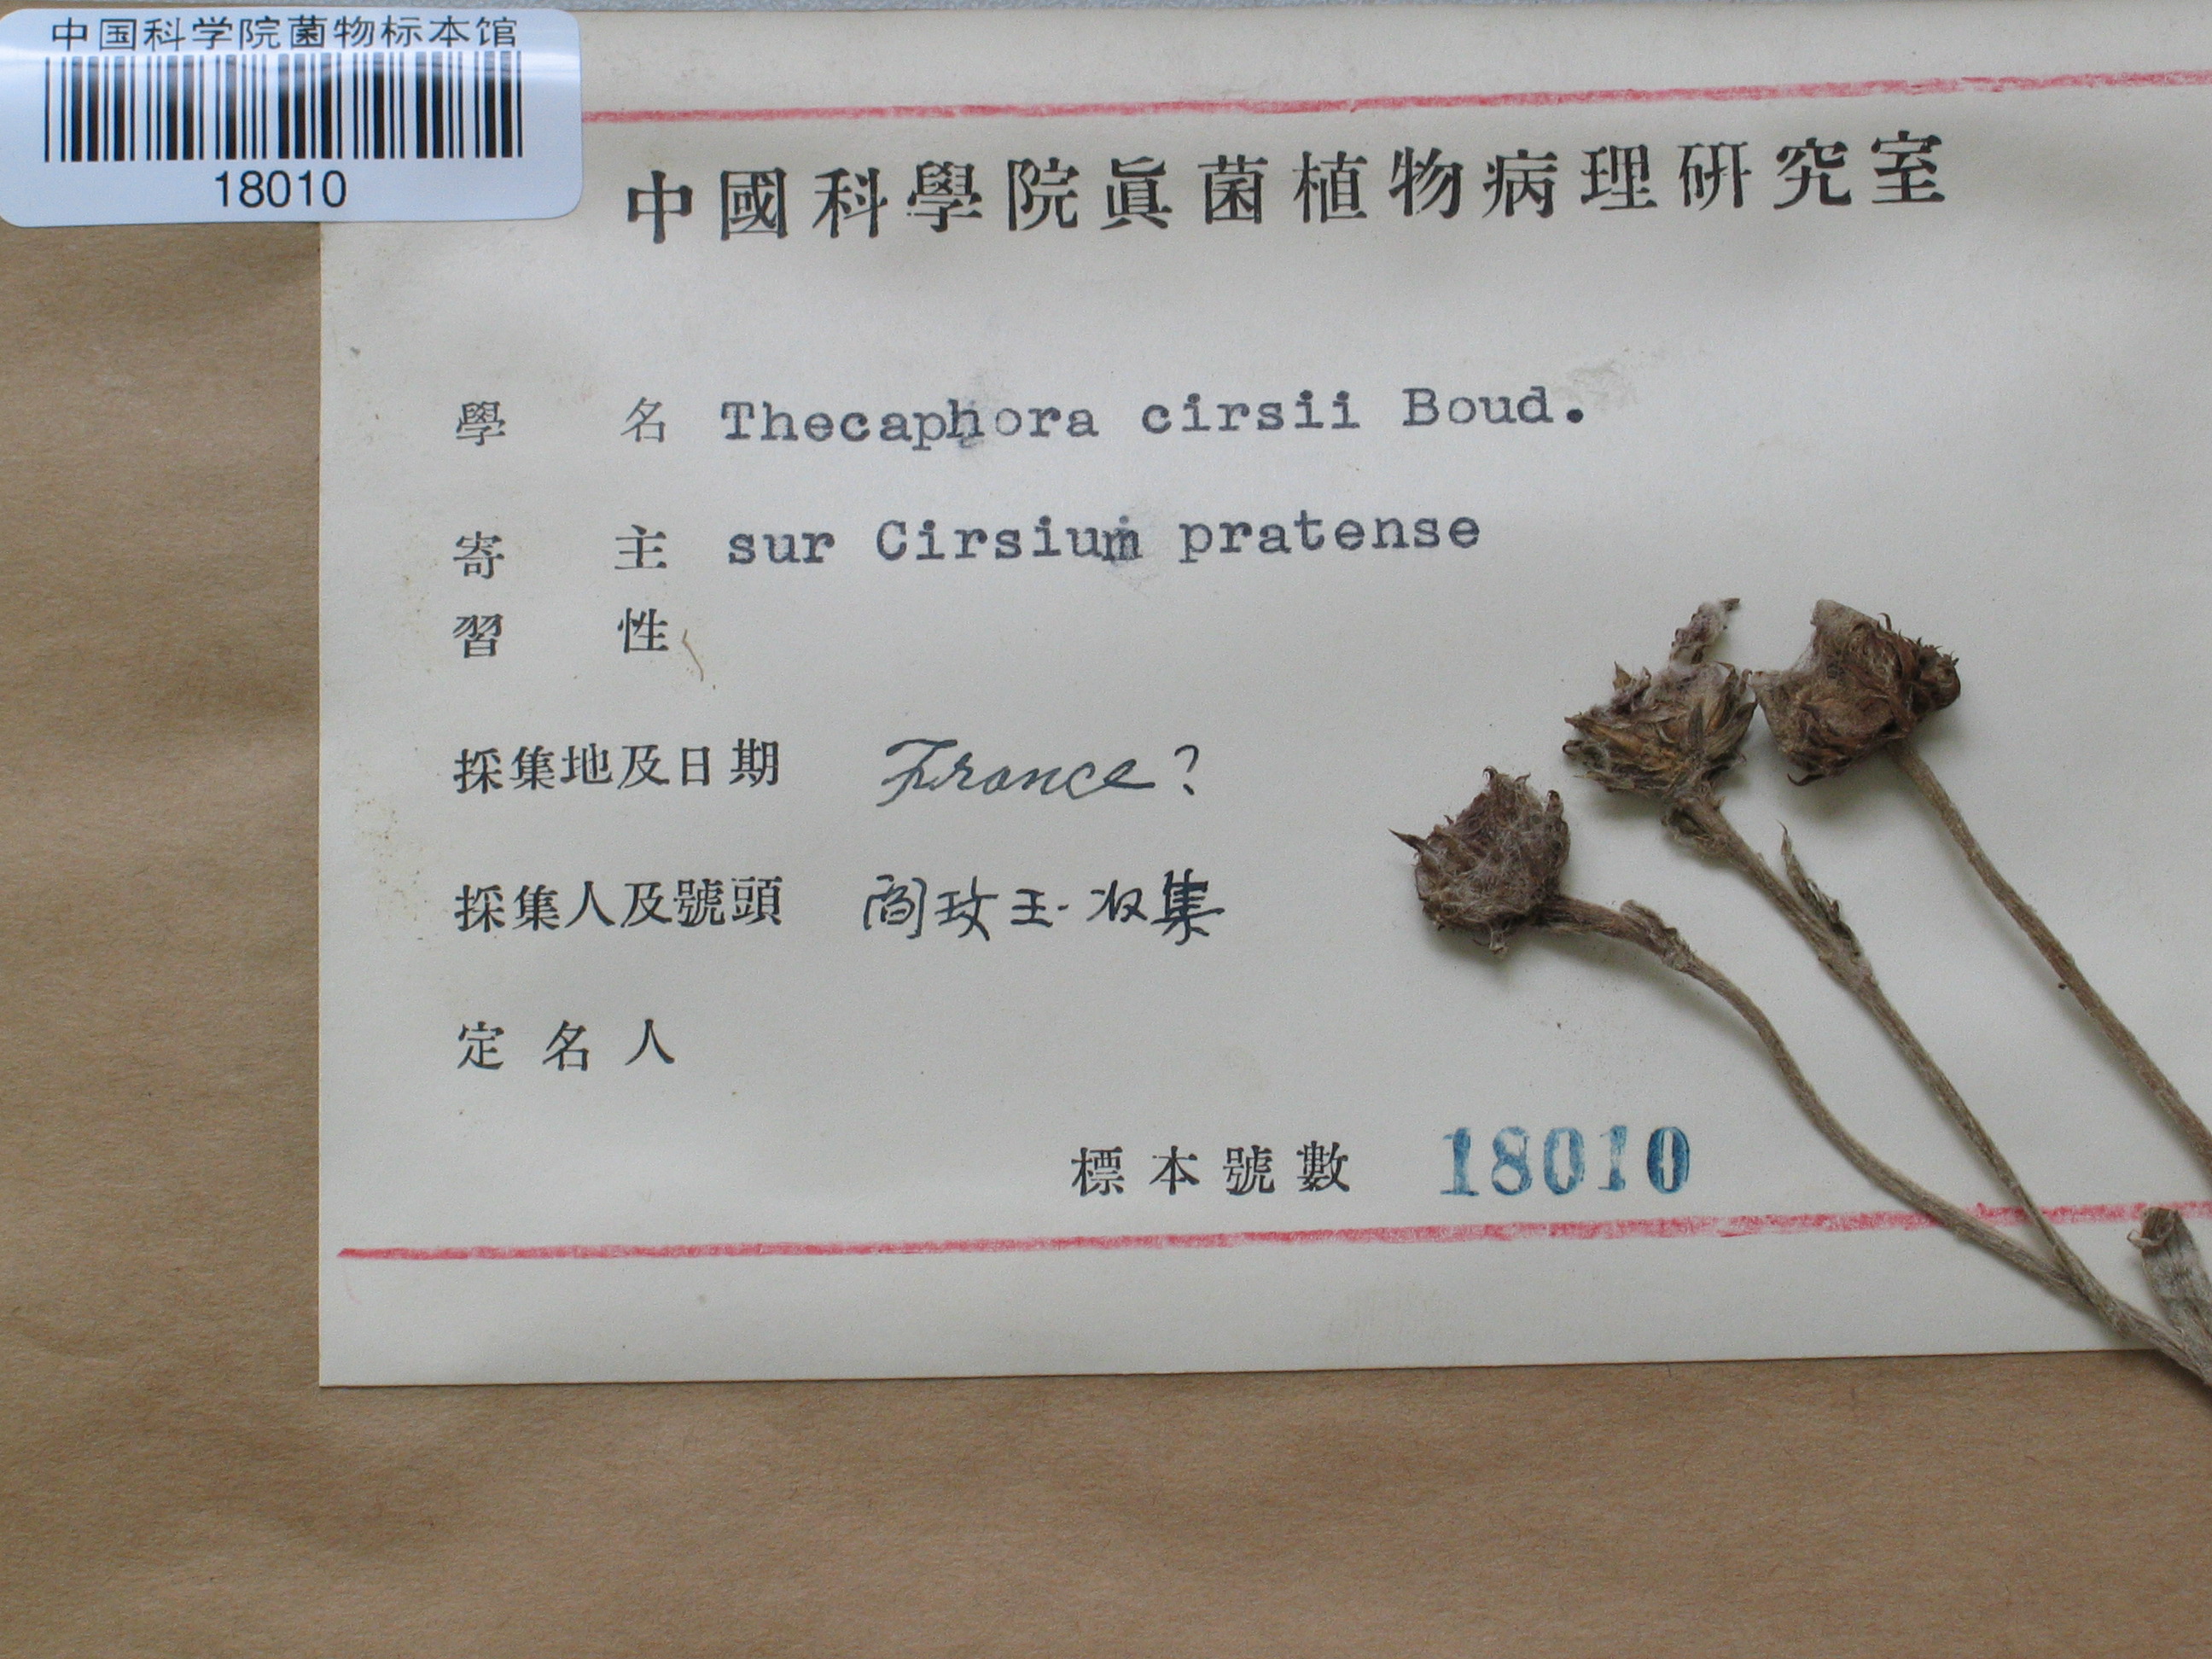 中国科学院菌物标本馆
18010
中國科學院眞菌植物病理研究室
學 名 Thecaphora cirsii Boud.
寄 主 sur Cirsium pratense
習 性
採集地及日期 France?
採集人及號頭 阎玟玉·收集
定名人
標本號數 18010